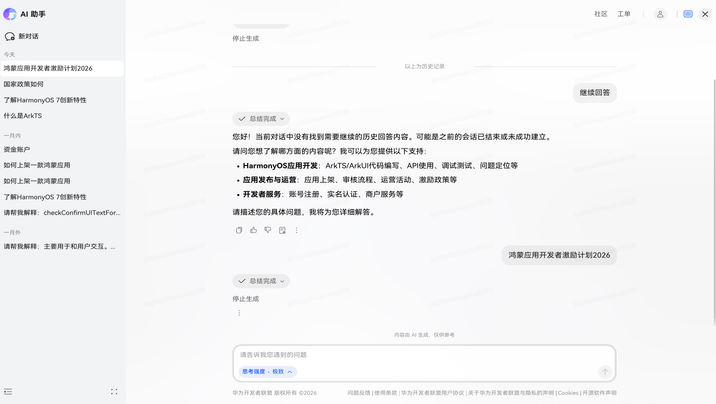 AI 助手
社区 工单
新对话
今天
鸿蒙应用开发者激励计划2026
国家政策如何
了解HarmonyOS 7创新特性
什么是ArkTS
一月内
资金账户
如何上架一款鸿蒙应用
如何上架一款鸿蒙应用
了解HarmonyOS 7创新特性
请帮我解释：checkConfirmUITextFor...
一月外
请帮我解释：主要用于和用户交互。...
停止生成
以上为历史记录
继续回答
总结完成
您好！当前对话中没有找到需要继续的历史回答内容。可能是之前的会话已结束或未成功建立。
请问您想了解哪方面的内容呢？我可以为您提供以下支持：
• HarmonyOS应用开发：ArkTS/ArkUI代码编写、API使用、调试测试、问题定位等
• 应用发布与运营：应用上架、审核流程、运营活动、激励政策等
• 开发者服务：账号注册、实名认证、商户服务等
请描述您的具体问题，我将为您详细解答。
鸿蒙应用开发者激励计划2026
总结完成
停止生成
内容由 AI 生成，仅供参考
请告诉我您遇到的问题
思考强度 · 极致
华为开发者联盟 版权所有 ©2026
问题反馈 | 使用条款 | 华为开发者联盟用户协议 | 关于华为开发者联盟与隐私的声明 | Cookies | 开源软件声明